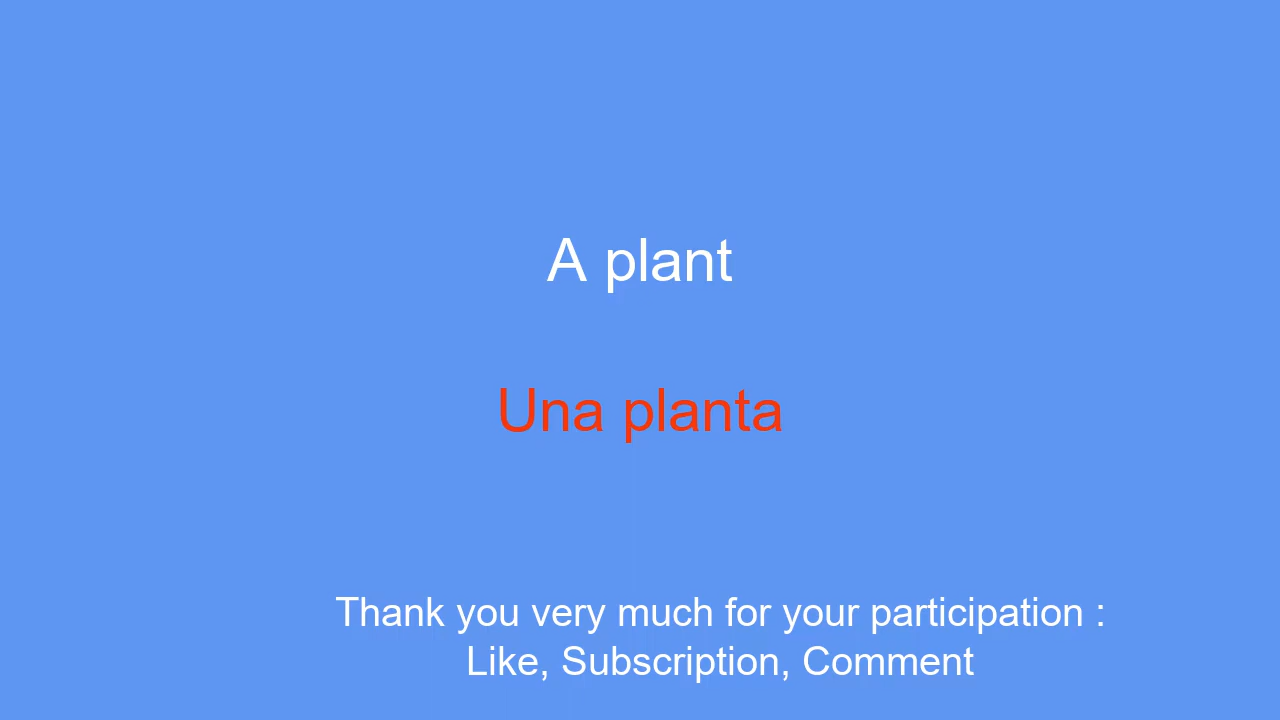 A plant
Una planta
Thank you very much for your participation :
Like, Subscription, Comment